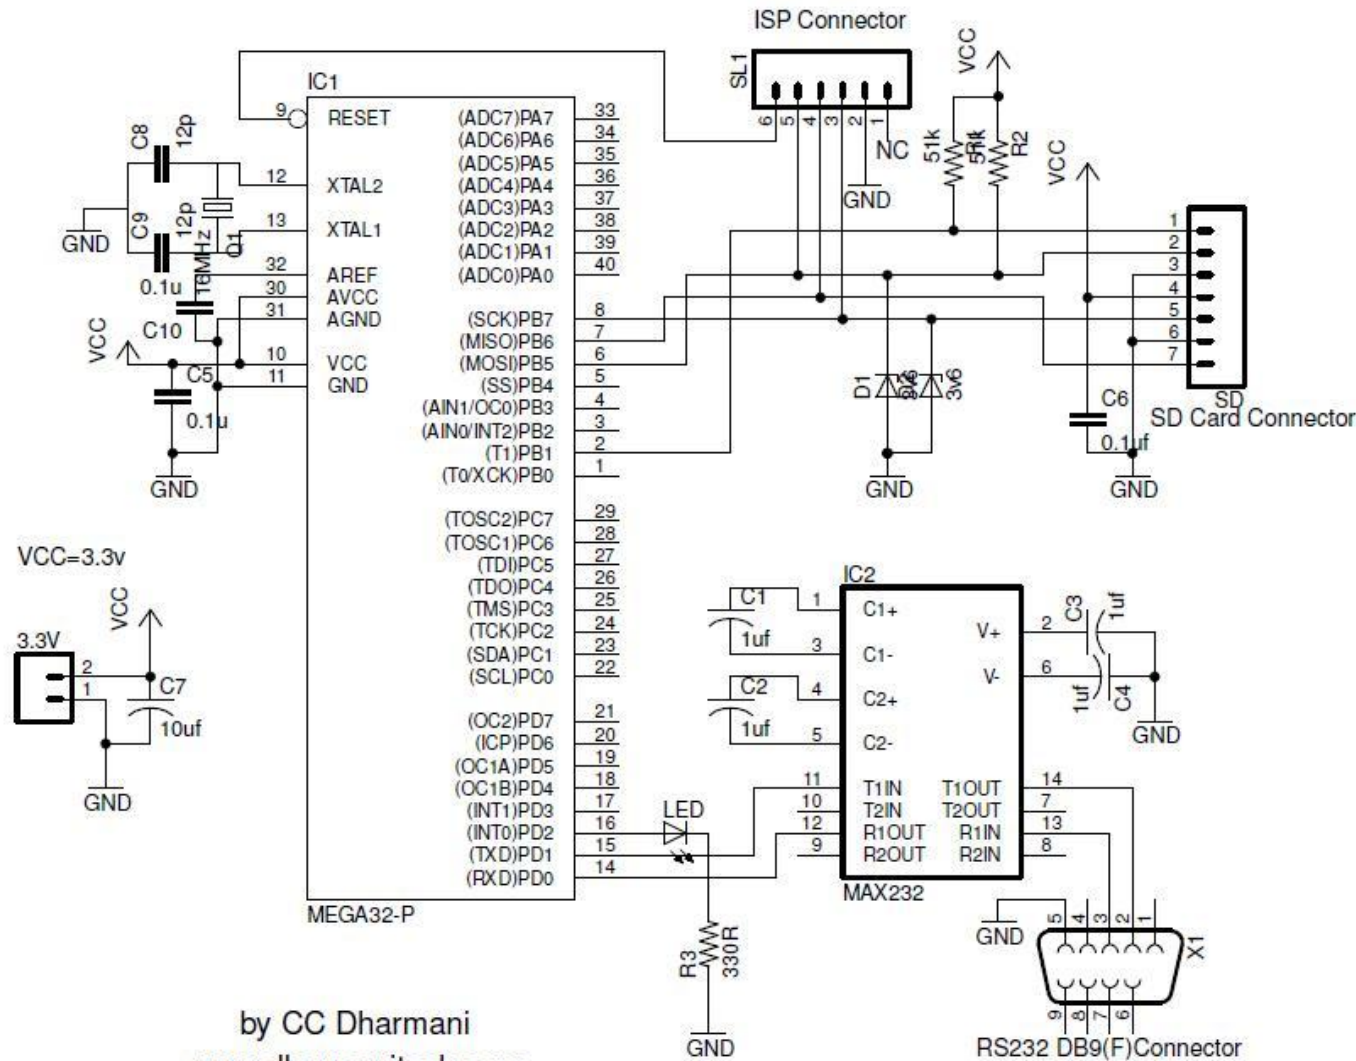 ISP Connector
SL1
6 5 4 3 2 1
NC
GND
VCC
51k R1
51k R2
VCC
IC1
9 RESET
12 XTAL2
13 XTAL1
32 AREF
30 AVCC
31 AGND
10 VCC
11 GND
C8 12p
C9 12p
GND
16MHz Q1
0.1u
C10
VCC
C5
0.1u
GND
(ADC7)PA7 33
(ADC6)PA6 34
(ADC5)PA5 35
(ADC4)PA4 36
(ADC3)PA3 37
(ADC2)PA2 38
(ADC1)PA1 39
(ADC0)PA0 40
(SCK)PB7 8
(MISO)PB6 7
(MOSI)PB5 6
(SS)PB4 5
(AIN1/OC0)PB3 4
(AIN0/INT2)PB2 3
(T1)PB1 2
(T0/XCK)PB0 1
(TOSC2)PC7 29
(TOSC1)PC6 28
(TDI)PC5 27
(TDO)PC4 26
(TMS)PC3 25
(TCK)PC2 24
(SDA)PC1 23
(SCL)PC0 22
(OC2)PD7 21
(ICP)PD6 20
(OC1A)PD5 19
(OC1B)PD4 18
(INT1)PD3 17
(INT0)PD2 16
(TXD)PD1 15
(RXD)PD0 14
MEGA32-P
1
2
3
4
5
6
7
SD
SD Card Connector
D1
D2
3v6
GND
C6
0.1uf
GND
VCC=3.3v
VCC
3.3V
2
1
C7
10uf
GND
IC2
C1
1uf
C2
1uf
1 C1+
3 C1-
4 C2+
5 C2-
11 T1IN
10 T2IN
12 R1OUT
9 R2OUT
V+ 2
V- 6
T1OUT 14
T2OUT 7
R1IN 13
R2IN 8
C3 1uf
1uf C4
GND
MAX232
LED
R3 330R
GND
GND
5 4 3 2 1
X1
9 8 7 6
RS232 DB9(F)Connector
by CC Dharmani